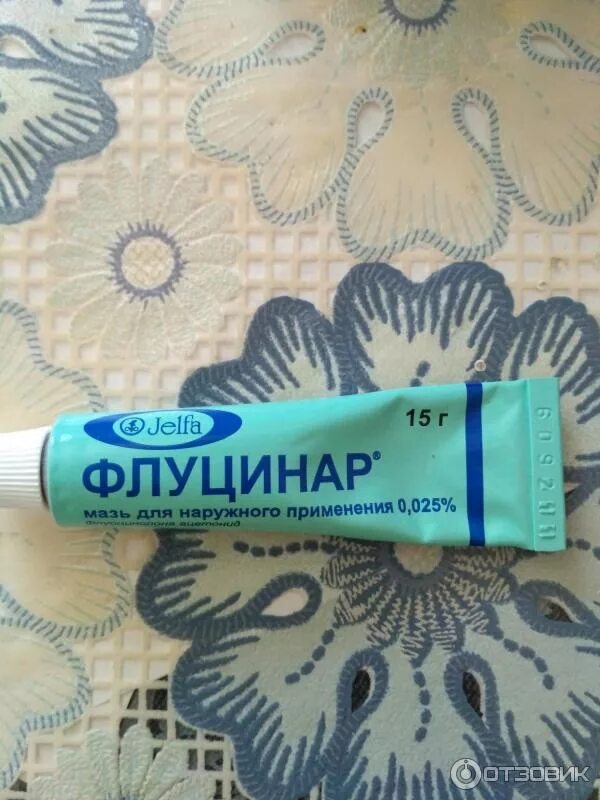 Jelfa
15 г
ФЛУЦИНАР®
мазь для наружного применения 0,025%
Флуоцинолона ацетонид
ОТЗОВИК